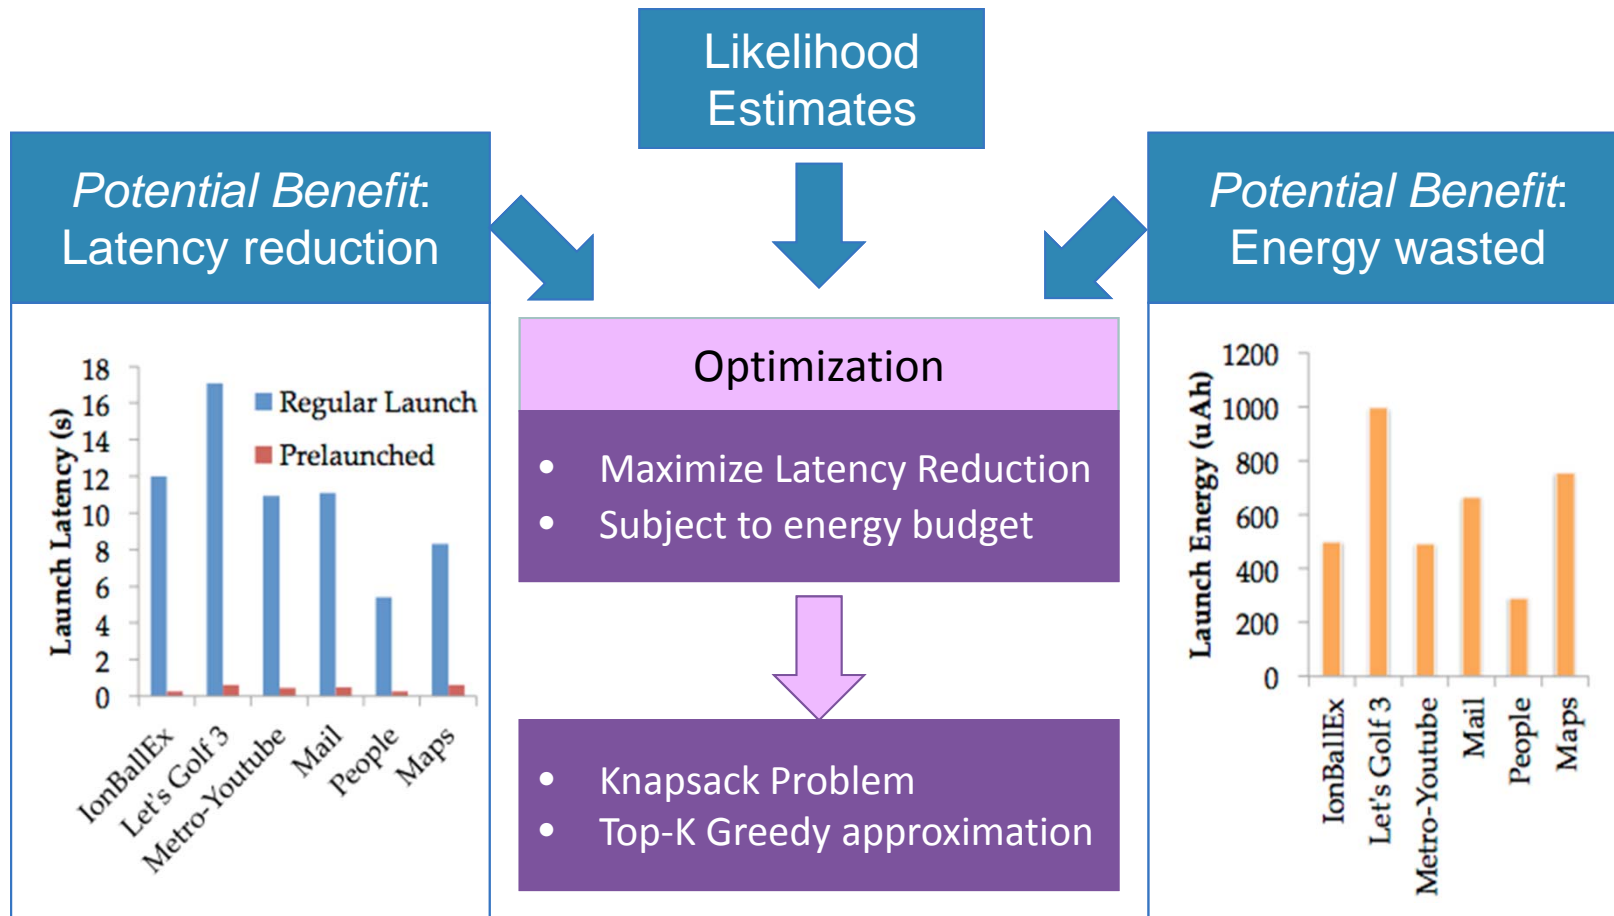 Likelihood
Estimates
Potential Benefit:
Latency reduction
Potential Benefit:
Energy wasted
Launch Latency (s)
18
16
14
12
10
8
6
4
2
0
Regular Launch
Prelaunched
IonBallEx
Let's Golf 3
Metro-Youtube
Mail
People
Maps
Optimization
• Maximize Latency Reduction
• Subject to energy budget
• Knapsack Problem
• Top-K Greedy approximation
Launch Energy (uAh)
1200
1000
800
600
400
200
0
IonBallEx
Let's Golf 3
Metro-Youtube
Mail
People
Maps